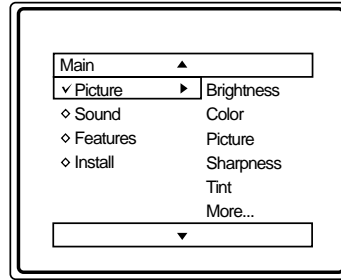 Main
Picture Brightness
Sound Color
Features Picture
Install Sharpness
Tint
More...